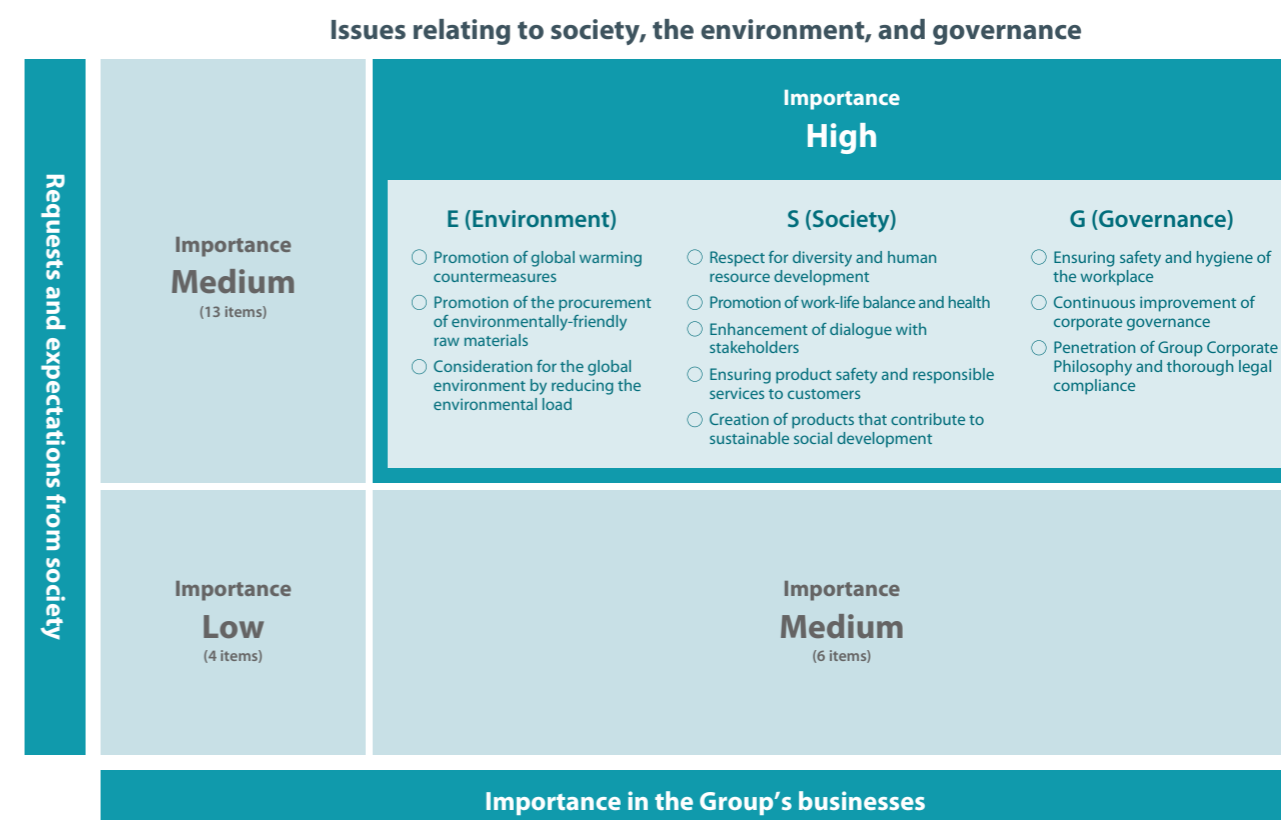 Issues relating to society, the environment, and governance
Requests and expectations from society
Importance
Medium
(13 items)
Importance
High
E (Environment)
○ Promotion of global warming
countermeasures
○ Promotion of the procurement
of environmentally-friendly
raw materials
○ Consideration for the global
environment by reducing the
environmental load
S (Society)
○ Respect for diversity and human
resource development
○ Promotion of work-life balance and health
○ Enhancement of dialogue with
stakeholders
○ Ensuring product safety and responsible
services to customers
○ Creation of products that contribute to
sustainable social development
G (Governance)
○ Ensuring safety and hygiene of
the workplace
○ Continuous improvement of
corporate governance
○ Penetration of Group Corporate
Philosophy and thorough legal
compliance
Importance
Low
(4 items)
Importance
Medium
(6 items)
Importance in the Group’s businesses